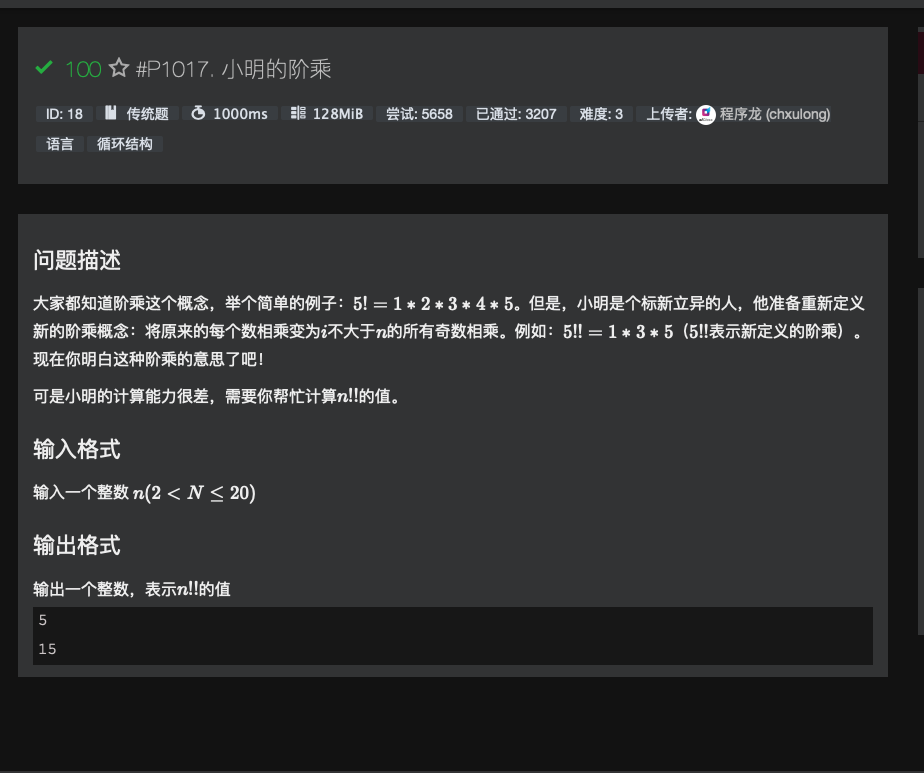 100 #P1017. 小明的阶乘
ID: 18 传统题 1000ms 128MiB 尝试: 5658 已通过: 3207 难度: 3 上传者: 程序龙 (chxulong)
语言 循环结构
问题描述
大家都知道阶乘这个概念，举个简单的例子：5! = 1 * 2 * 3 * 4 * 5。但是，小明是个标新立异的人，他准备重新定义
新的阶乘概念：将原来的每个数相乘变为i不大于n的所有奇数相乘。例如：5!! = 1 * 3 * 5（5!!表示新定义的阶乘）。
现在你明白这种阶乘的意思了吧！
可是小明的计算能力很差，需要你帮忙计算n!!的值。
输入格式
输入一个整数 n(2 < N ≤ 20)
输出格式
输出一个整数，表示n!!的值
5
15